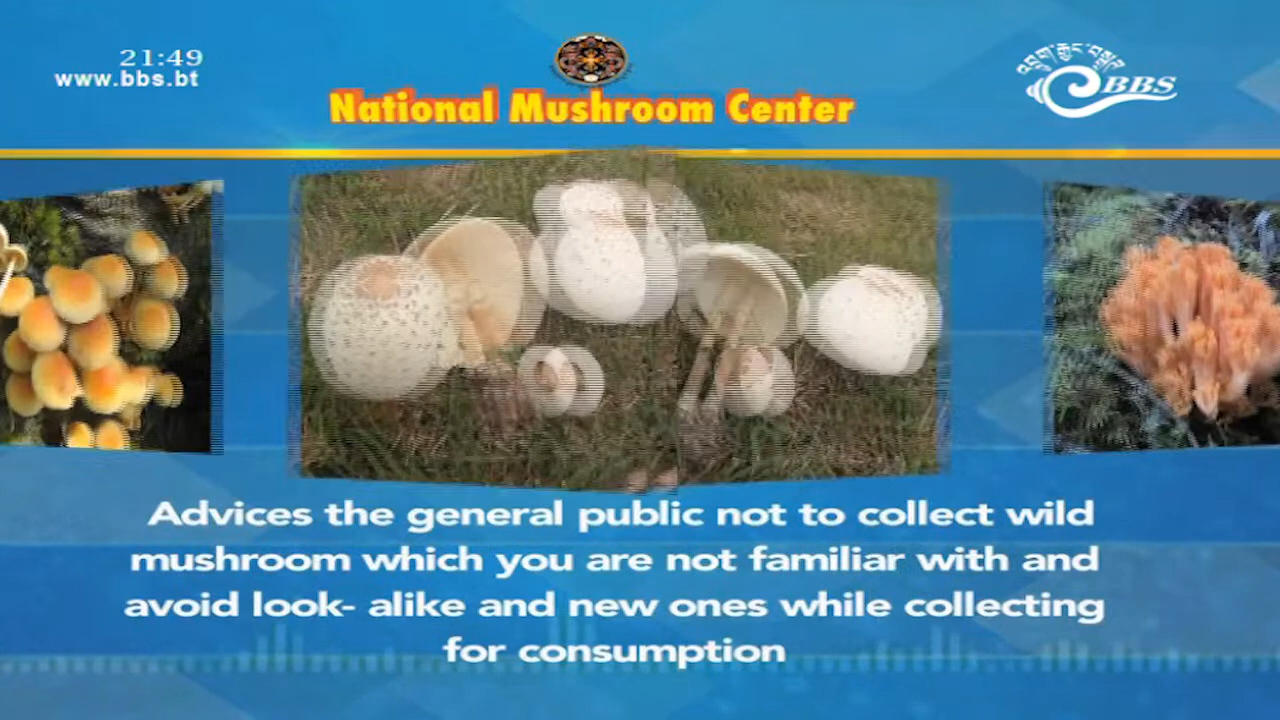 21:49
www.bbs.bt
BBS
National Mushroom Center
Advices the general public not to collect wild
mushroom which you are not familiar with and
avoid look- alike and new ones while collecting
for consumption